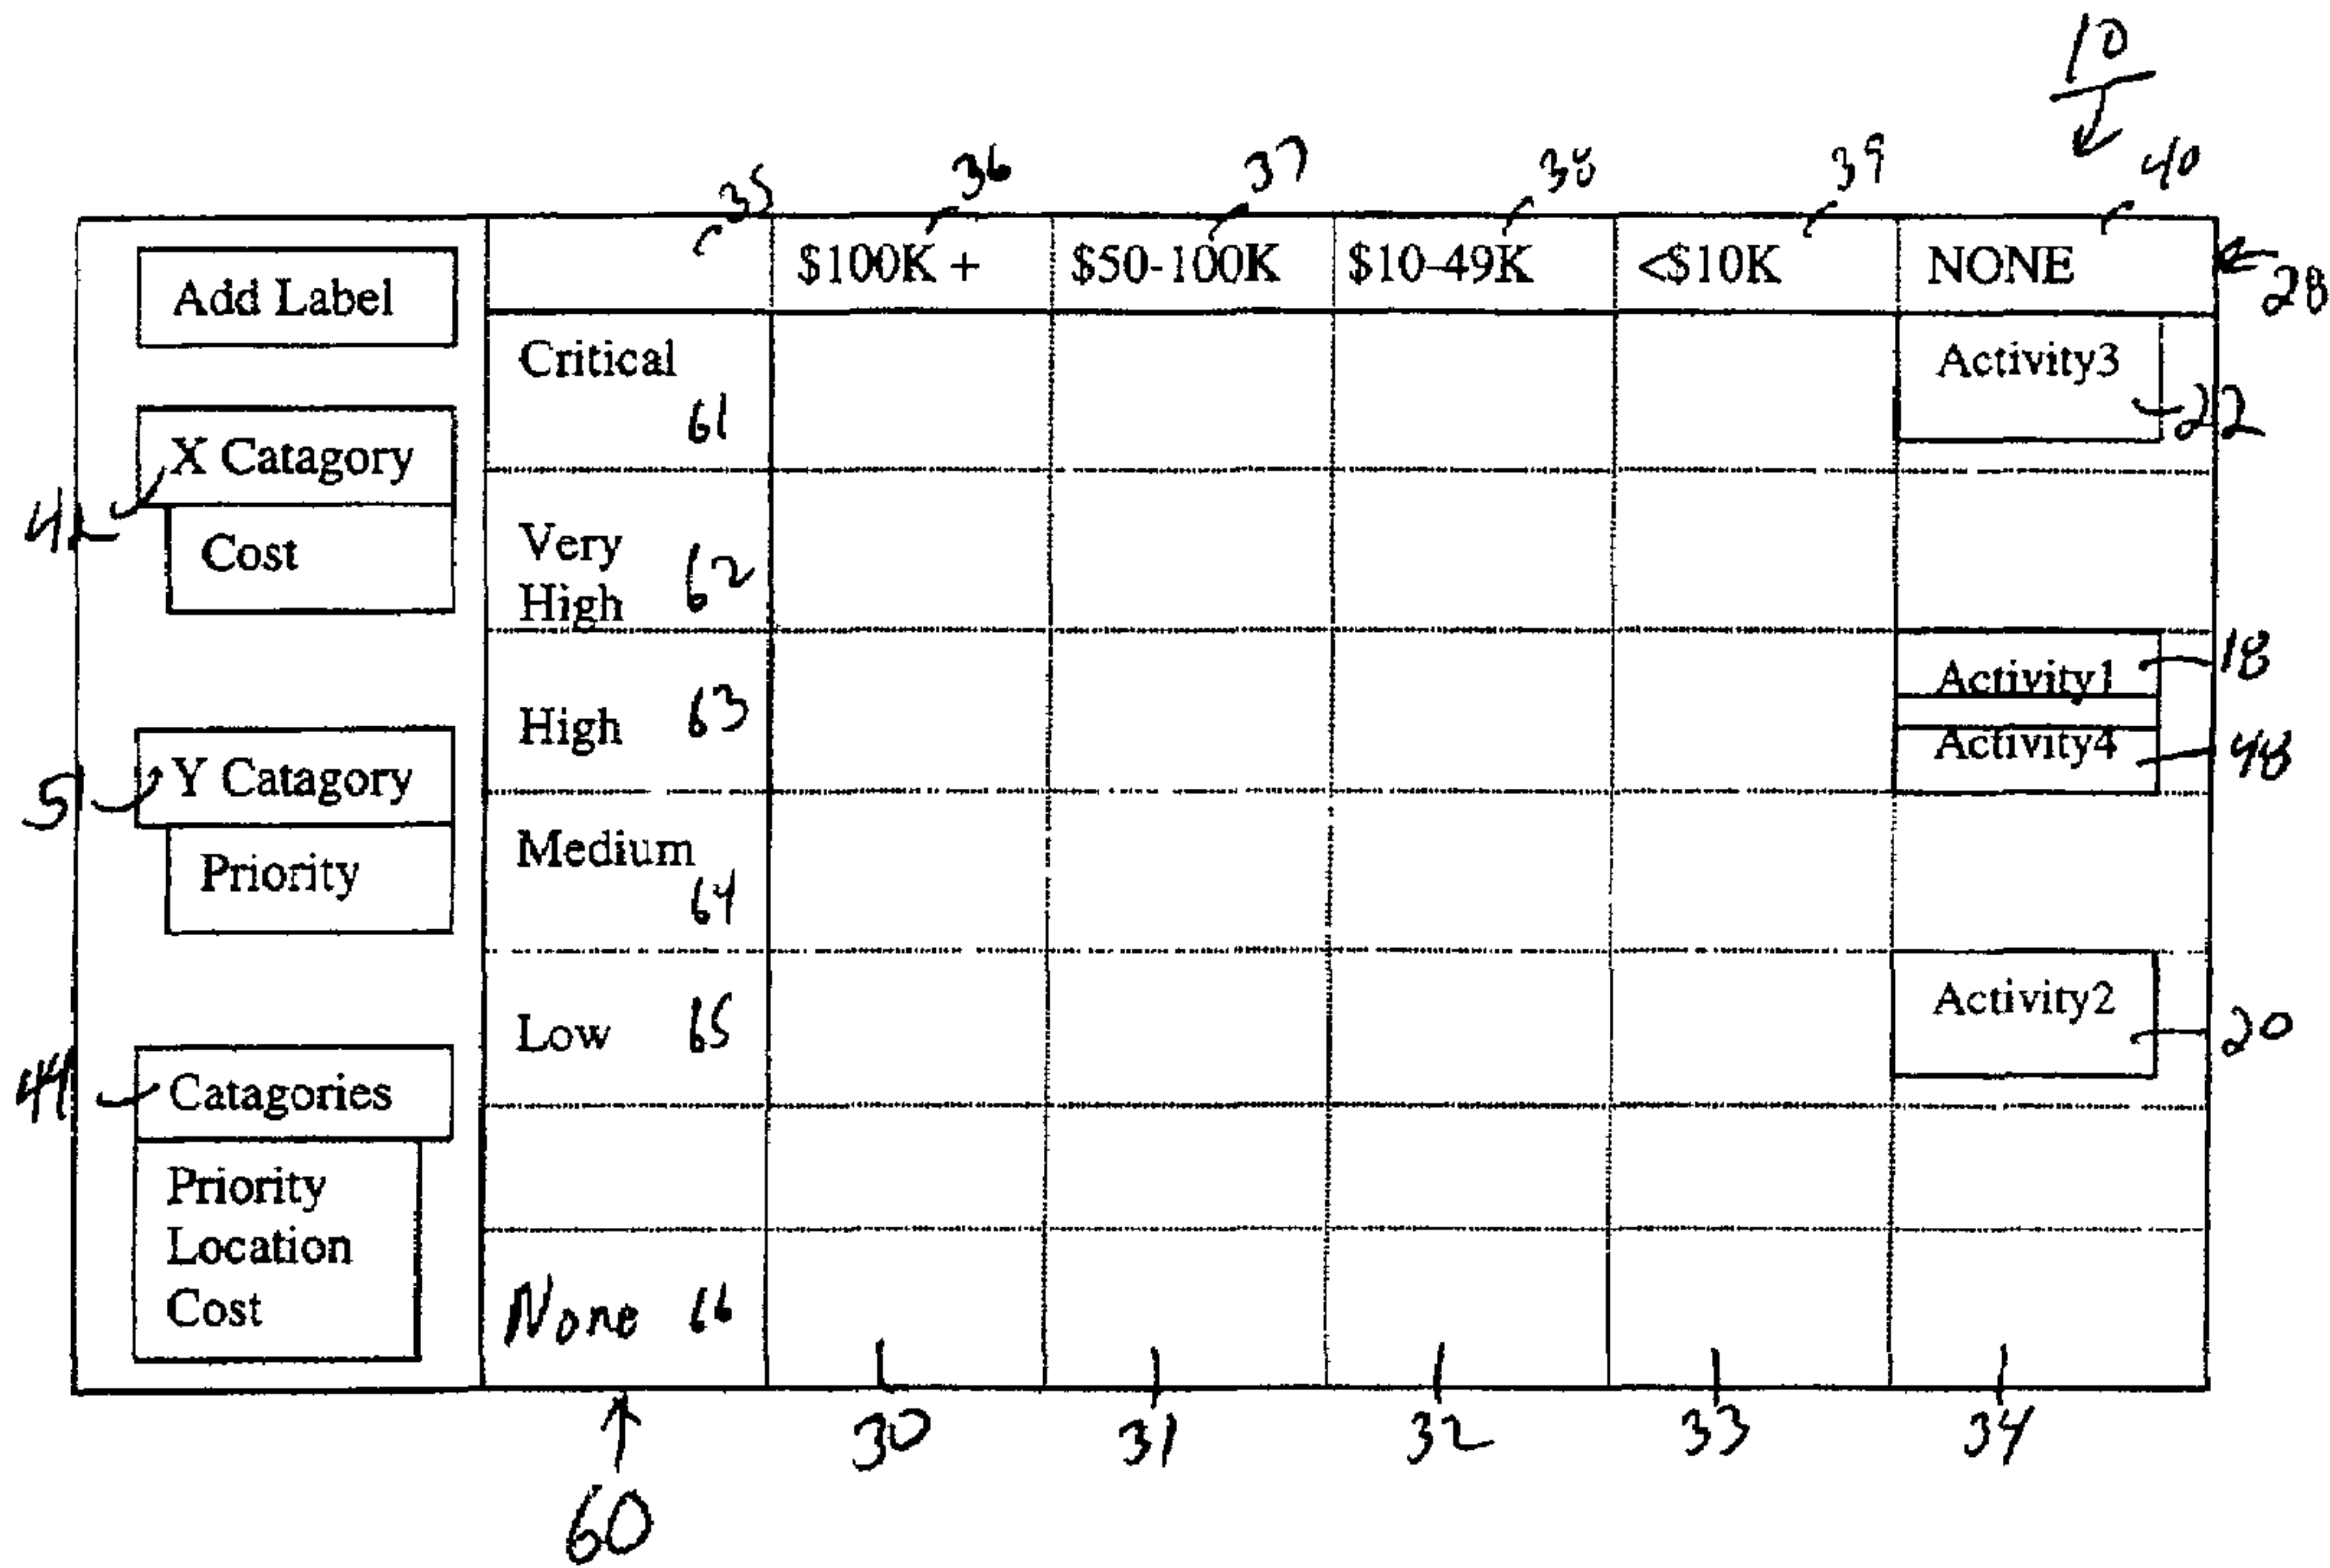 10
35 36 37 38 39 40
Add Label
$100K + $50-100K $10-49K <$10K NONE
28
Critical
61
Activity3
22
X Catagory
42
Cost
Very
High 62
Activity1
18
High 63
Activity4
48
Y Catagory
51
Priority
Medium
64
Low 65
Activity2
20
44
Catagories
Priority
Location
Cost
None 66
30 31 32 33 34
60